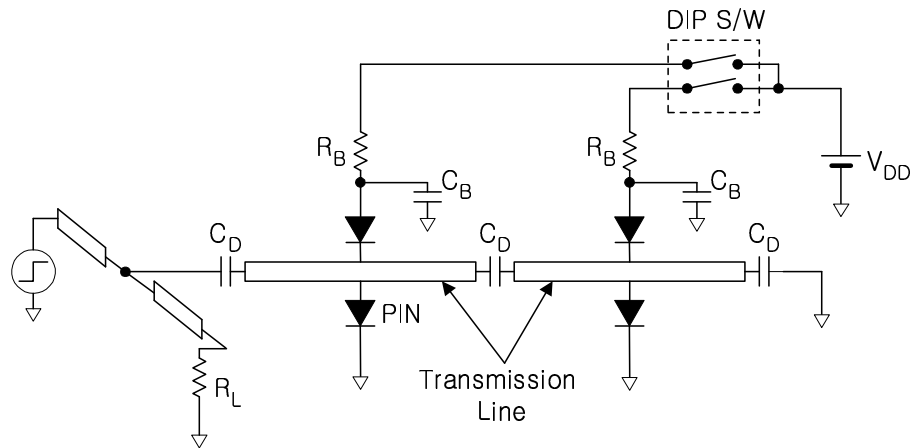 DIP S/W
R_B
R_B
C_B
C_B
V_DD
C_D
C_D
C_D
PIN
R_L
Transmission
Line